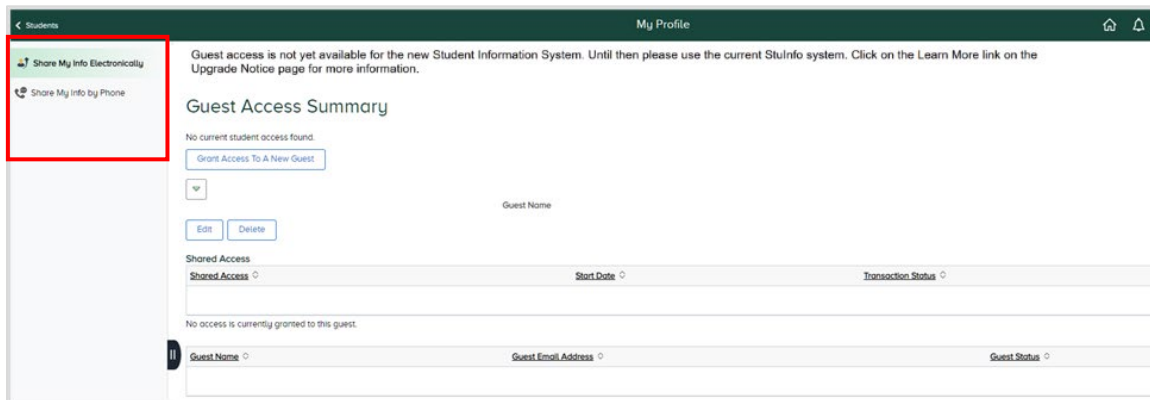 Students
My Profile
Share My Info Electronically
Share My Info by Phone
Guest access is not yet available for the new Student Information System. Until then please use the current StuInfo system. Click on the Learn More link on the
Upgrade Notice page for more information.
Guest Access Summary
No current student access found.
Grant Access To A New Guest
Guest Name
Edit Delete
Shared Access
Shared Access Start Date Transaction Status
No access is currently granted to this guest.
Guest Name Guest Email Address Guest Status